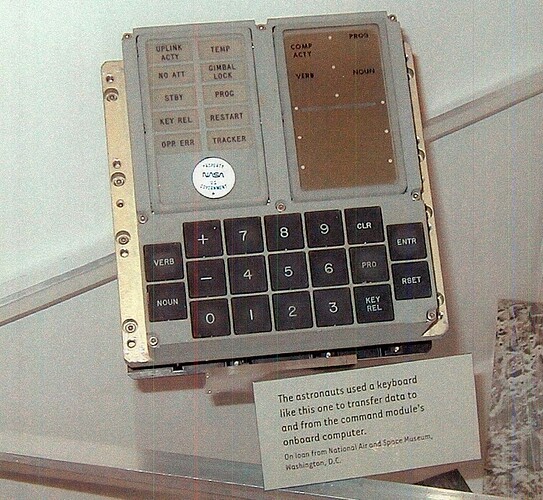 UPLINK ACTY
TEMP
NO ATT
GIMBAL LOCK
STBY
PROG
KEY REL
RESTART
OPR ERR
TRACKER
PROPERTY
NASA
U S
GOVERNMENT
COMP ACTY
PROG
VERB
NOUN
VERB
+
7
8
9
CLR
ENTR
−
4
5
6
PRO
NOUN
0
1
2
3
KEY REL
RSET
The astronauts used a keyboard
like this one to transfer data to
and from the command module's
onboard computer.
On loan from National Air and Space Museum,
Washington, D.C.